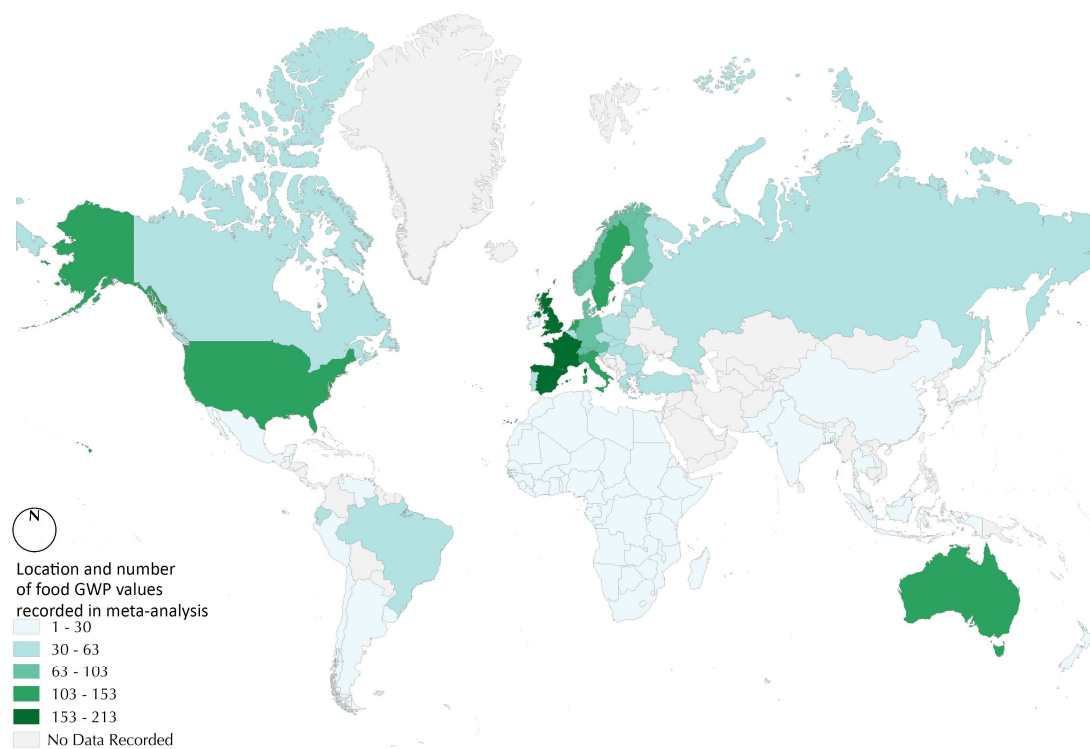 N
Location and number
of food GWP values
recorded in meta-analysis
1 - 30
30 - 63
63 - 103
103 - 153
153 - 213
No Data Recorded